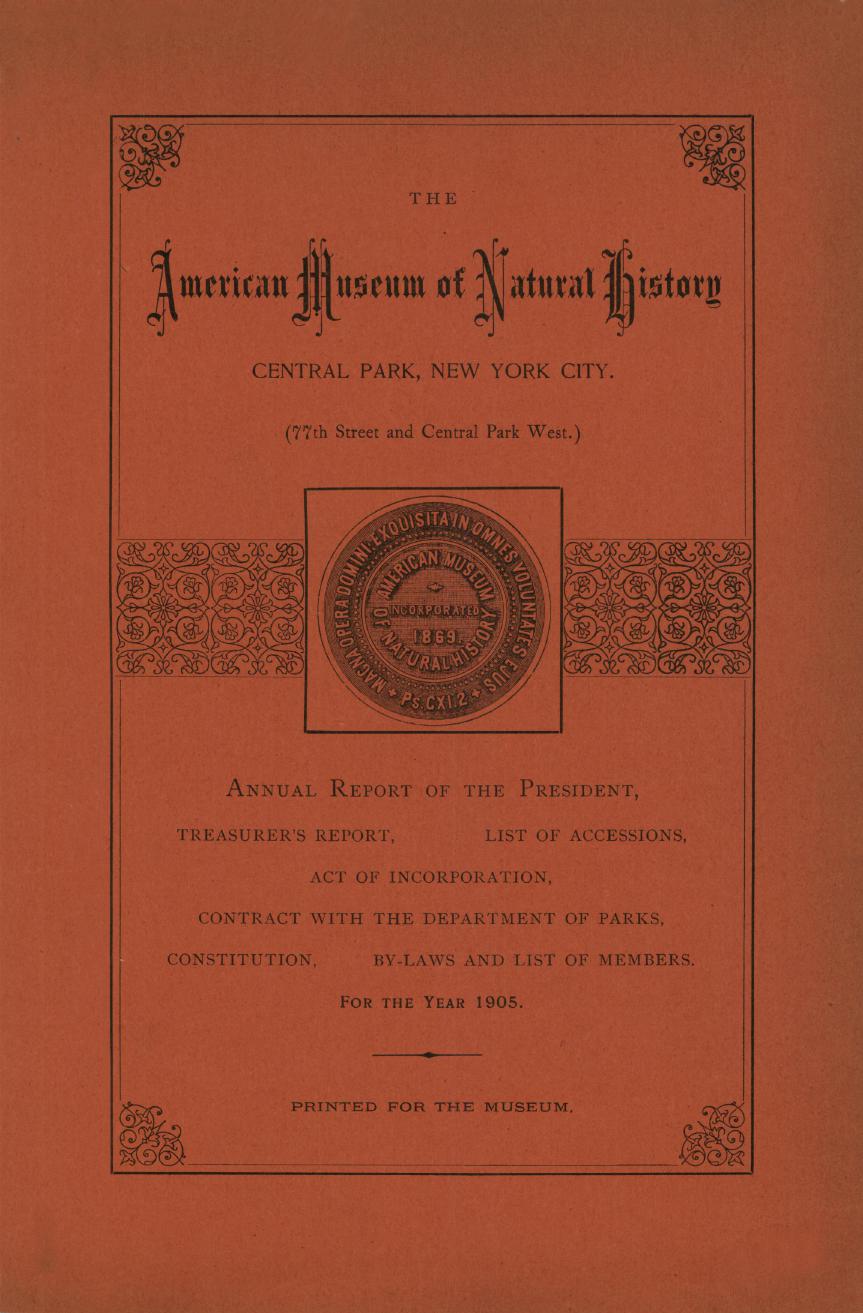 THE
American Museum of Natural History
CENTRAL PARK, NEW YORK CITY.
(77th Street and Central Park West.)
MAGNA OPERA DOMINI: EXQUISITA IN OMNES VOLUNTATES EJUS
Ps. CXI. 2
AMERICAN MUSEUM
INCORPORATED
1869.
OF NATURAL HISTORY
ANNUAL REPORT OF THE PRESIDENT,
TREASURER'S REPORT, LIST OF ACCESSIONS,
ACT OF INCORPORATION,
CONTRACT WITH THE DEPARTMENT OF PARKS,
CONSTITUTION, BY-LAWS AND LIST OF MEMBERS.
FOR THE YEAR 1905.
PRINTED FOR THE MUSEUM.